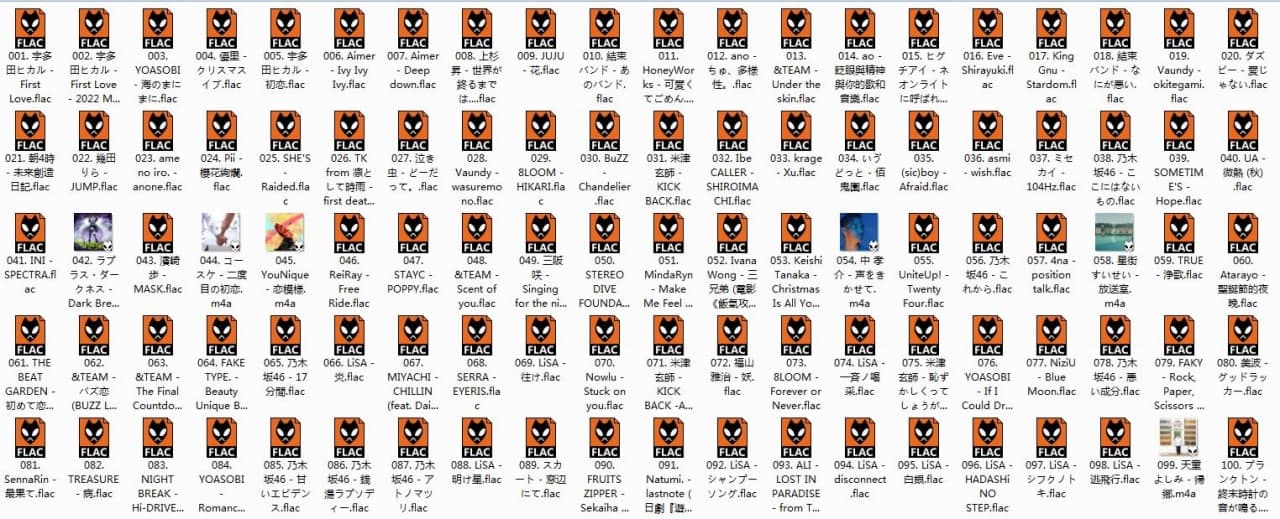 FLAC FLAC FLAC FLAC FLAC FLAC FLAC FLAC FLAC FLAC FLAC FLAC FLAC FLAC FLAC FLAC FLAC FLAC FLAC FLAC
001. 宇多田ヒカル - First Love.flac
002. 宇多田ヒカル - First Love - 2022 M...
003. YOASOBI - 海のまにまに.flac
004. 優里 - クリスマスイブ.flac
005. 宇多田ヒカル - 初恋.flac
006. Aimer - Ivy Ivy Ivy.flac
007. Aimer - Deep down.flac
008. 上杉昇 - 世界が終るまでは....flac
009. JUJU - 花.flac
010. 結束バンド - あのバンド.flac
011. HoneyWorks - 可愛くてごめん....
012. ano - ちゅ、多様性。.flac
013. &TEAM - Under the skin.flac
014. ao - 眨眼與精神與你的歌和音樂.flac
015. ヒグチアイ - ネオンライトに呼ばれ...
016. Eve - Shirayuki.flac
017. King Gnu - Stardom.flac
018. 結束バンド - なにが悪い.flac
019. Vaundy - okitegami.flac
020. ダズビー - 愛じゃない.flac
FLAC FLAC FLAC FLAC FLAC FLAC FLAC FLAC FLAC FLAC FLAC FLAC FLAC FLAC FLAC FLAC FLAC FLAC FLAC FLAC
021. 朝4時 - 未来創造日記.flac
022. 幾田りら - JUMP.flac
023. ame no iro. - anone.flac
024. Pii - 櫻花絢爛.flac
025. SHE'S - Raided.flac
026. TK from 凛として時雨 - first deat...
027. 泣き虫 - どーだって。.flac
028. Vaundy - wasuremono.flac
029. 8LOOM - HIKARI.flac
030. BuZZ - Chandelier.flac
031. 米津玄師 - KICK BACK.flac
032. Ibe CALLER - SHIROIMACHI.flac
033. krage - Xu.flac
034. いうどっと - 佰鬼園.flac
035. (sic)boy - Afraid.flac
036. asmi - wish.flac
037. ミセカイ - 104Hz.flac
038. 乃木坂46 - ここにはないもの.flac
039. SOMETIME'S - Hope.flac
040. UA - 微熱 (秋).flac
FLAC FLAC FLAC FLAC FLAC FLAC FLAC FLAC FLAC FLAC FLAC FLAC FLAC FLAC FLAC
041. INI - SPECTRA.flac
042. ラプラス・ダークネス - Dark Bre...
043. 濱崎步 - MASK.flac
044. コースケ - 二度目の初恋.m4a
045. YouNique - 恋模様.m4a
046. ReiRay - Free Ride.flac
047. STAYC - POPPY.flac
048. &TEAM - Scent of you.flac
049. 三阪咲 - Singing for the ni...
050. STEREO DIVE FOUNDA...
051. MindaRyn - Make Me Feel ...
052. Ivana Wong - 三兄弟 (電影《飯氣攻...
053. Keishi Tanaka - Christmas Is All Yo...
054. 中 孝介 - 声をきかせて.m4a
055. UniteUp! - Twenty Four.flac
056. 乃木坂46 - これから.flac
057. 4na - position talk.flac
058. 星街すいせい - 放送室.m4a
059. TRUE - 浄歌.flac
060. Atarayo - 聖誕節的夜晚.flac
FLAC FLAC FLAC FLAC FLAC FLAC FLAC FLAC FLAC FLAC FLAC FLAC FLAC FLAC FLAC FLAC FLAC FLAC FLAC FLAC
061. THE BEAT GARDEN - 初めて恋...
062. &TEAM - バズ恋 (BUZZ L...
063. &TEAM - The Final Countdo...
064. FAKE TYPE. - Beauty Unique B...
065. 乃木坂46 - 17分間.flac
066. LiSA - 炎.flac
067. MIYACHI - CHILLIN (feat. Dai...
068. SERRA - EYERIS.flac
069. LiSA - 往け.flac
070. Nowlu - Stuck on you.flac
071. 米津玄師 - KICK BACK -A...
072. 福山雅治 - 妖.flac
073. 8LOOM - Forever or Never.flac
074. LiSA - 一斉ノ喝采.flac
075. 米津玄師 - 恥ずかしくってしょうが...
076. YOASOBI - If I Could Dr...
077. NiziU - Blue Moon.flac
078. 乃木坂46 - 悪い成分.flac
079. FAKY - Rock, Paper, Scissors ...
080. 美波 - グッドラッカー.flac
FLAC FLAC FLAC FLAC FLAC FLAC FLAC FLAC FLAC FLAC FLAC FLAC FLAC FLAC FLAC FLAC FLAC FLAC FLAC
081. SennaRin - 最果て.flac
082. TREASURE - 病.flac
083. NIGHT BREAK - Hi-DRIVE...
084. YOASOBI - Romanc...
085. 乃木坂46 - 甘いエビデンス.flac
086. 乃木坂46 - 銭湯ラプソディー.flac
087. 乃木坂46 - アトノマツリ.flac
088. LiSA - 明け星.flac
089. スカート - 窓辺にて.flac
090. FRUITS ZIPPER - Sekaiha ...
091. Natumi. - lastnote (日劇『遊...
092. LiSA - シャンプーソング.flac
093. ALI - LOST IN PARADISE - from T...
094. LiSA - disconnect.flac
095. LiSA - 白銀.flac
096. LiSA - HADASHi NO STEP.flac
097. LiSA - シフクノトキ.flac
098. LiSA - 逃飛行.flac
099. 天童よしみ - 帰郷.m4a
100. プランクトン - 終末時計の音が鳴る....